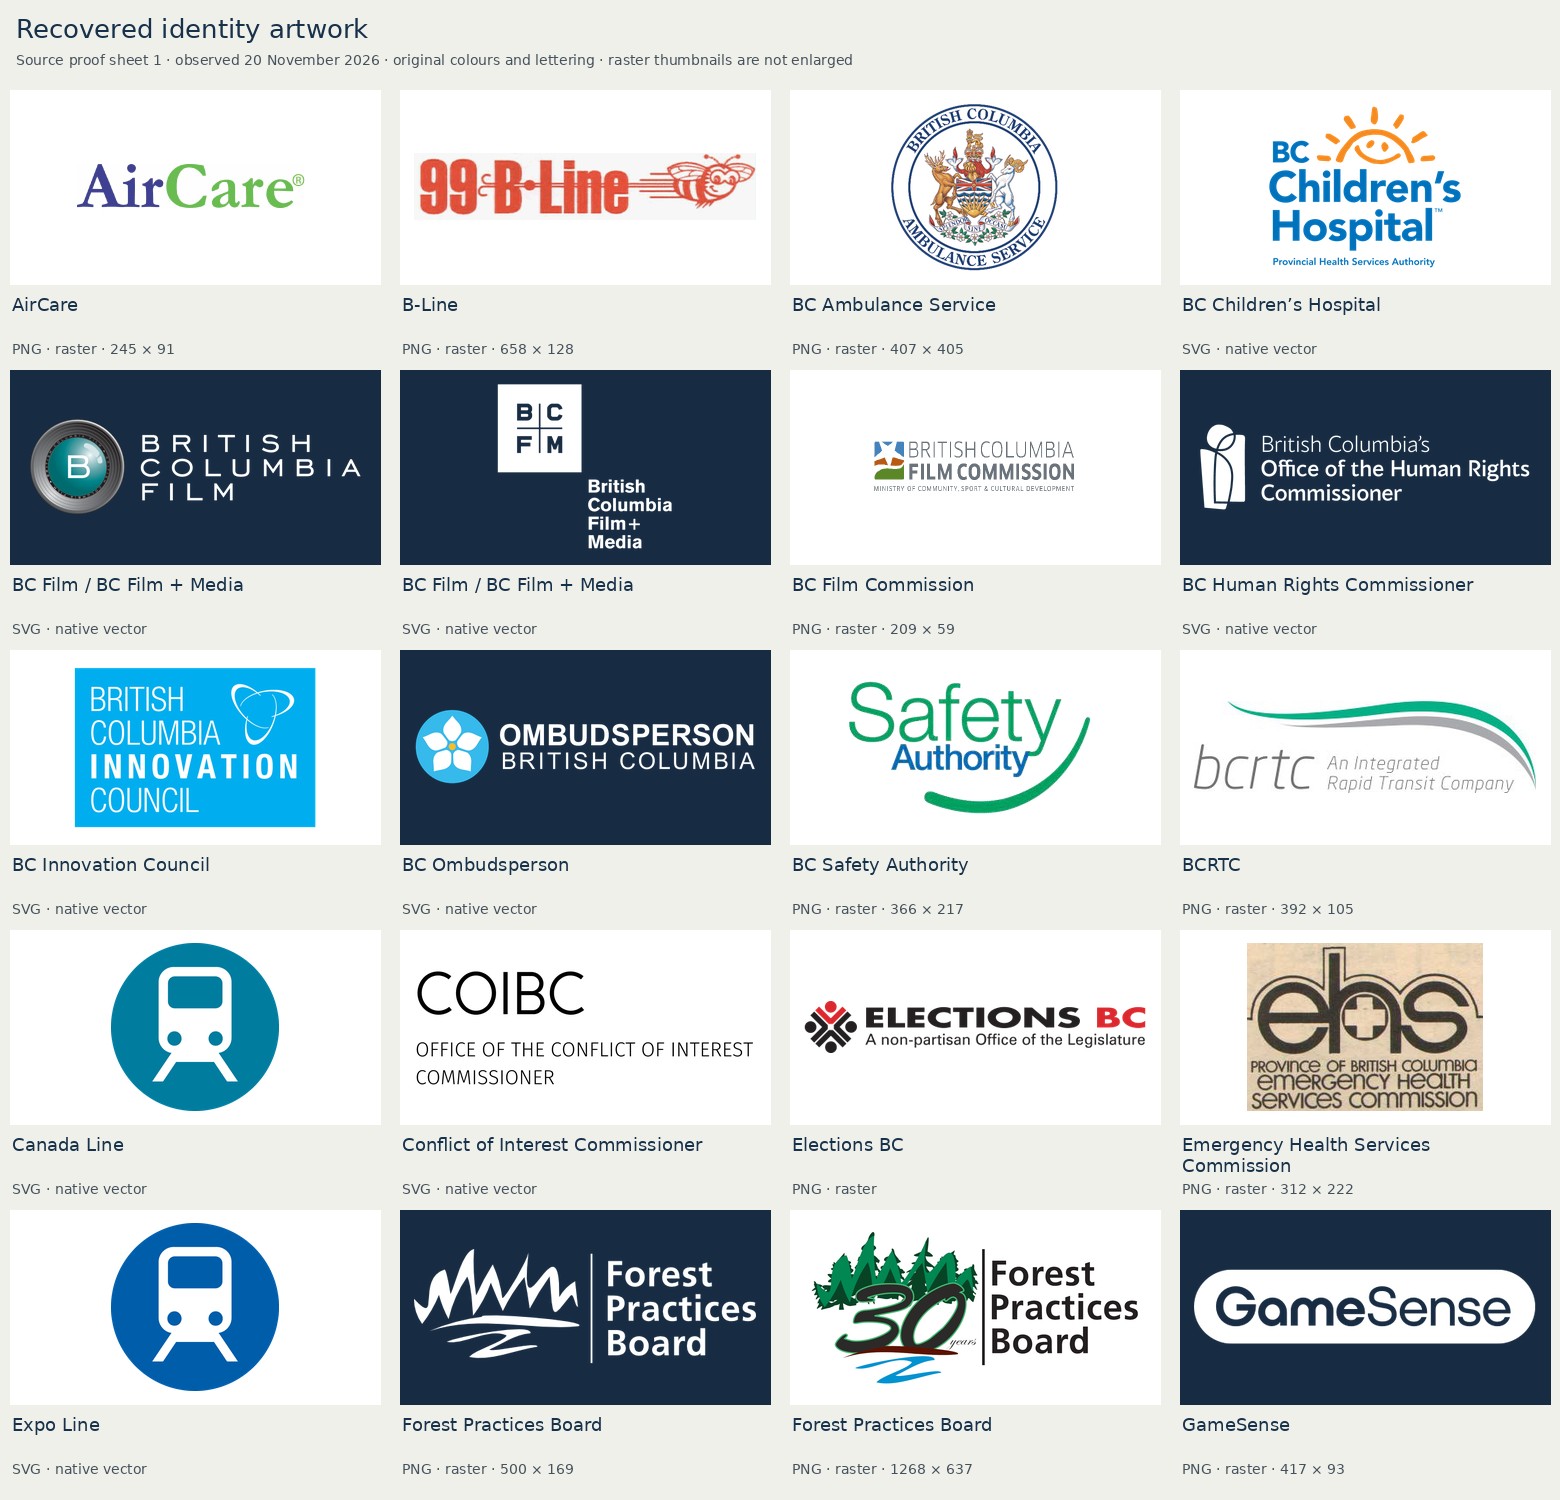 Recovered identity artwork
Source proof sheet 1 · observed 20 November 2026 · original colours and lettering · raster thumbnails are not enlarged
AirCare®
99 B-Line
BRITISH COLUMBIA
AMBULANCE SERVICE
BC
Children's
Hospital™
Provincial Health Services Authority
AirCare
B-Line
BC Ambulance Service
BC Children’s Hospital
PNG · raster · 245 × 91
PNG · raster · 658 × 128
PNG · raster · 407 × 405
SVG · native vector
B
BRITISH
COLUMBIA
FILM
BC
FM
British
Columbia
Film+
Media
BRITISH COLUMBIA
FILM COMMISSION
MINISTRY OF COMMUNITY, SPORT & CULTURAL DEVELOPMENT
British Columbia's
Office of the Human Rights
Commissioner
BC Film / BC Film + Media
BC Film / BC Film + Media
BC Film Commission
BC Human Rights Commissioner
SVG · native vector
SVG · native vector
PNG · raster · 209 × 59
SVG · native vector
BRITISH
COLUMBIA
INNOVATION
COUNCIL
OMBUDSPERSON
BRITISH COLUMBIA
Safety
Authority
bcrtc
An Integrated
Rapid Transit Company
BC Innovation Council
BC Ombudsperson
BC Safety Authority
BCRTC
SVG · native vector
SVG · native vector
PNG · raster · 366 × 217
PNG · raster · 392 × 105
COIBC
OFFICE OF THE CONFLICT OF INTEREST
COMMISSIONER
ELECTIONS BC
A non-partisan Office of the Legislature
ehs
PROVINCE OF BRITISH COLUMBIA
EMERGENCY HEALTH
SERVICES COMMISSION
Canada Line
Conflict of Interest Commissioner
Elections BC
Emergency Health Services
Commission
SVG · native vector
SVG · native vector
PNG · raster
PNG · raster · 312 × 222
Forest
Practices
Board
30 years
Forest
Practices
Board
GameSense
Expo Line
Forest Practices Board
Forest Practices Board
GameSense
SVG · native vector
PNG · raster · 500 × 169
PNG · raster · 1268 × 637
PNG · raster · 417 × 93